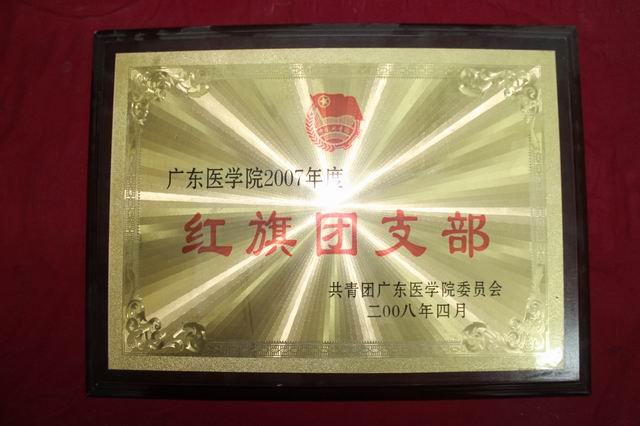 广东医学院2007年度
红旗团支部
共青团广东医学院委员会
二00八年四月